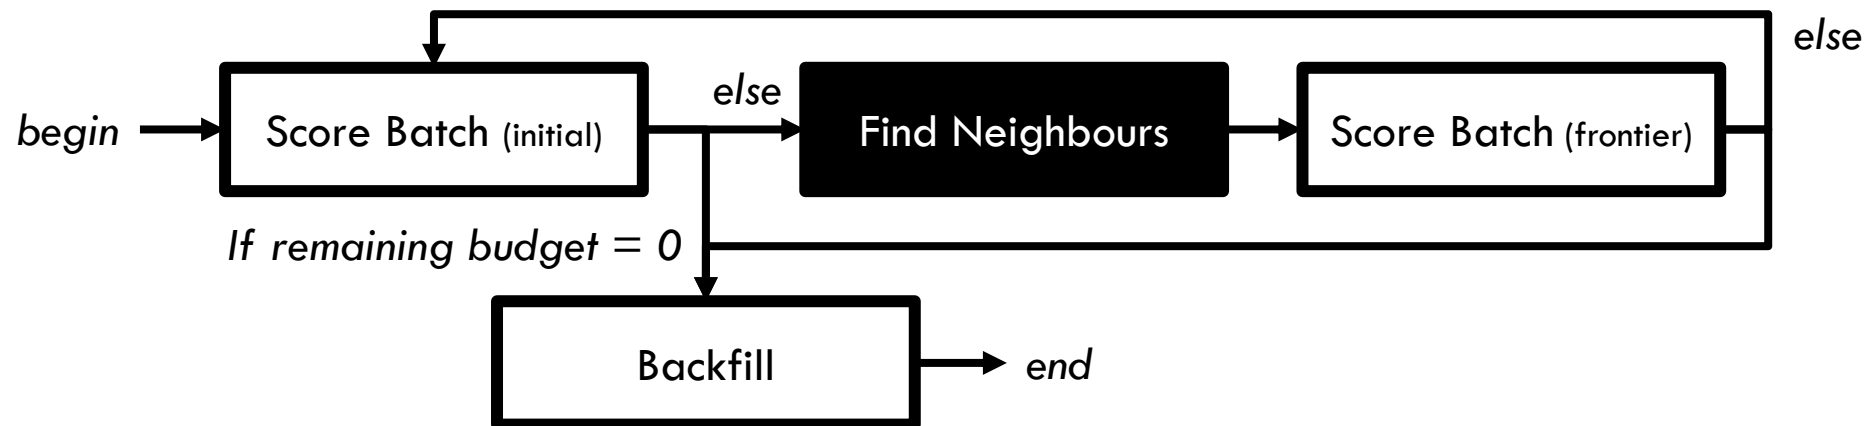 else
else
begin
Score Batch (initial)
Find Neighbours
Score Batch (frontier)
If remaining budget = 0
Backfill
end